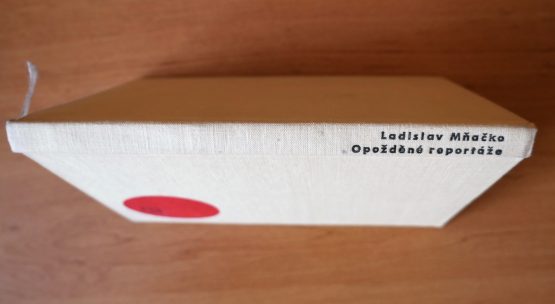 Ladislav Mňačko
Opožděné reportáže